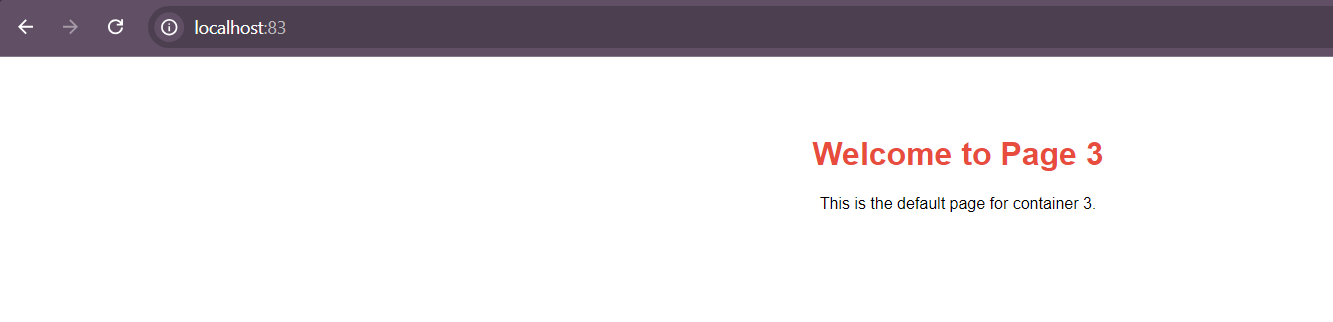 localhost:83
Welcome to Page 3
This is the default page for container 3.